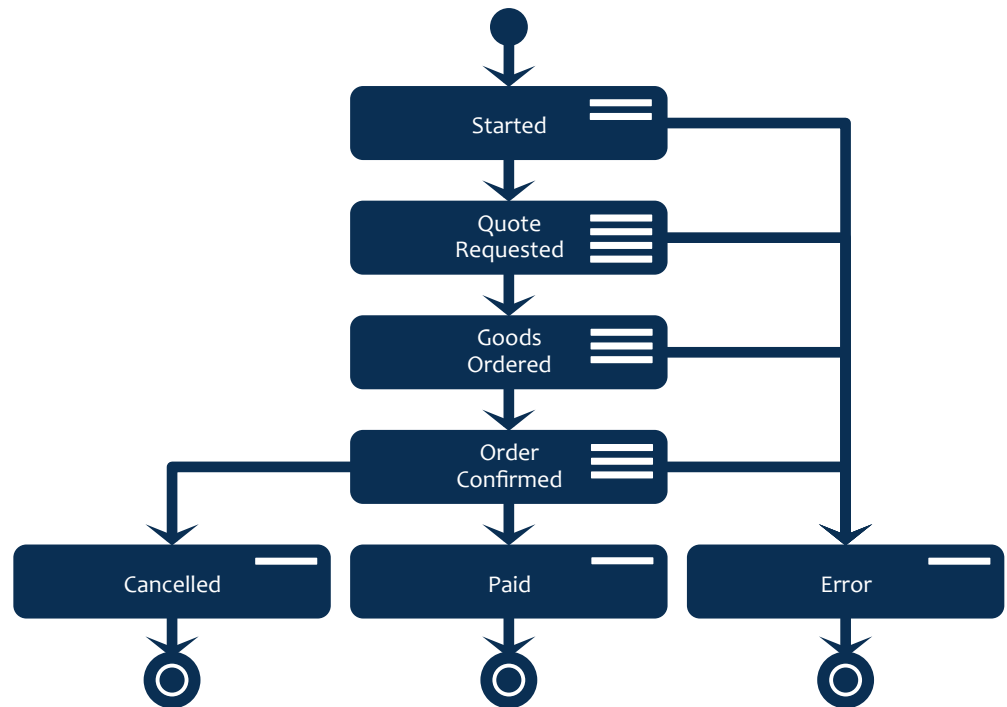 Started
Quote
Requested
Goods
Ordered
Order
Confirmed
Cancelled
Paid
Error